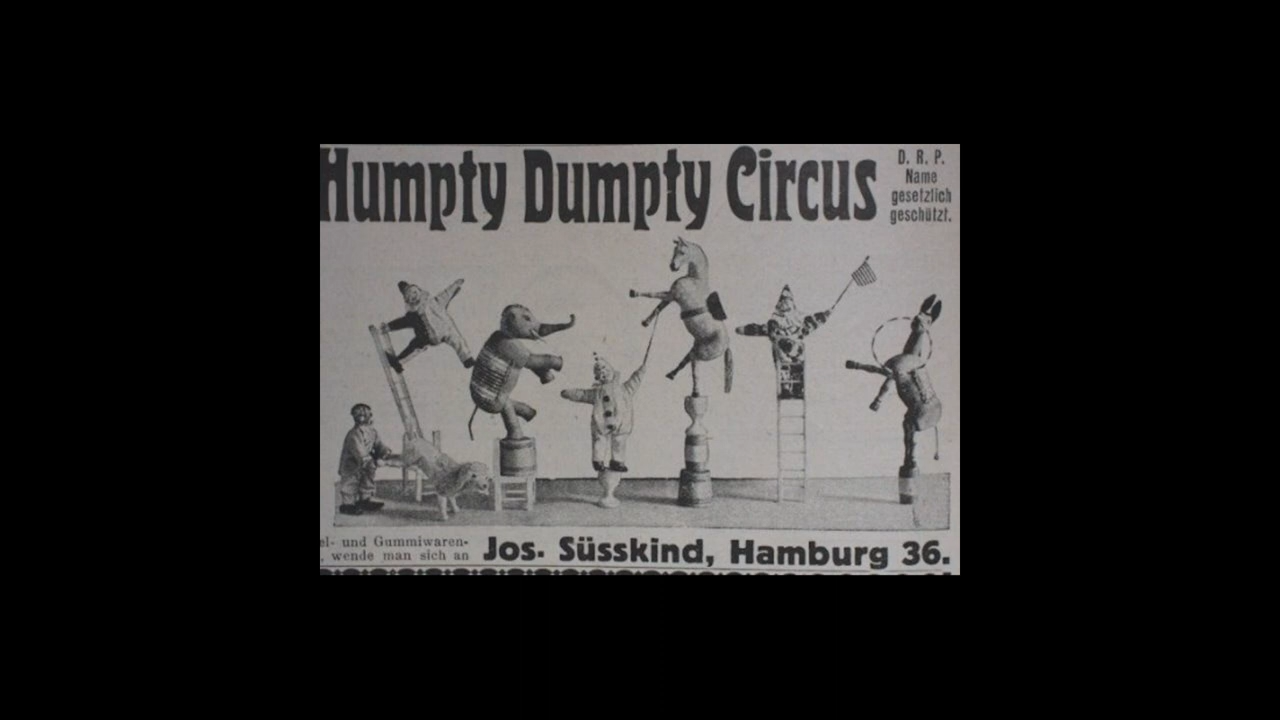 Humpty Dumpty Circus
D. R. P.
Name
gesetzlich
geschützt.
el- und Gummiwaren-
, wende man sich an
Jos. Süsskind, Hamburg 36.